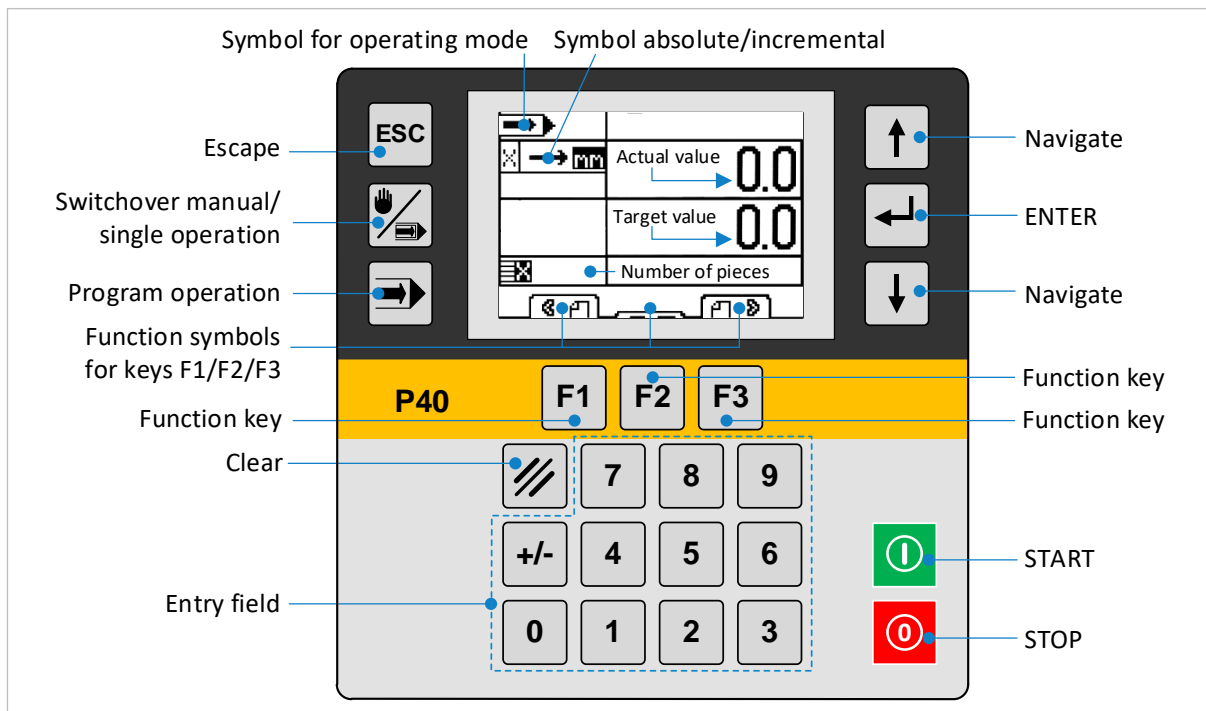 Symbol for operating mode
Symbol absolute/incremental
ESC
Escape
Navigate
X
mm
Actual value
0.0
Switchover manual/
single operation
Target value
0.0
ENTER
Program operation
X
Number of pieces
Navigate
Function symbols
for keys F1/F2/F3
P40
F1
F2
F3
Function key
Function key
Function key
Clear
7
8
9
+/-
4
5
6
START
Entry field
0
1
2
3
STOP